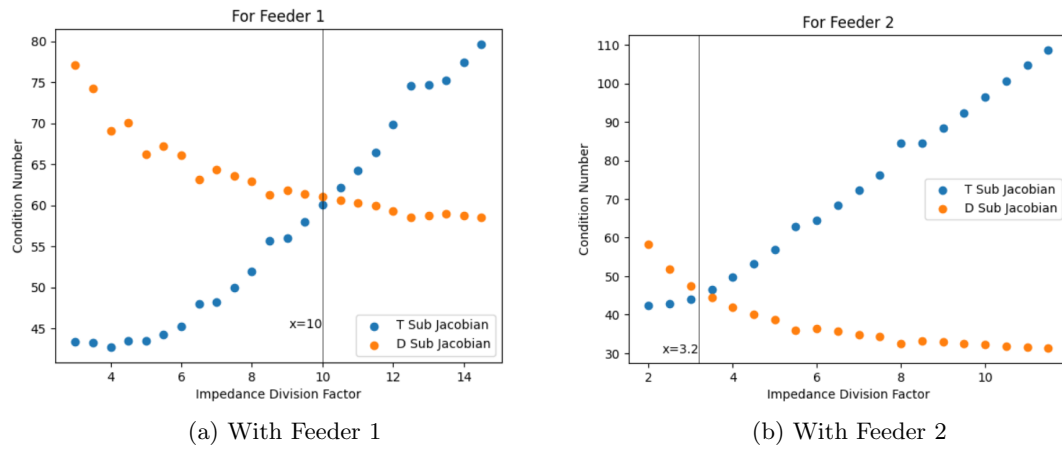 For Feeder 1
80
75
70
65
60
55
50
45
Condition Number
x=10
T Sub Jacobian
D Sub Jacobian
4
6
8
10
12
14
Impedance Division Factor
(a) With Feeder 1
For Feeder 2
110
100
90
80
70
60
50
40
30
Condition Number
T Sub Jacobian
D Sub Jacobian
x=3.2
2
4
6
8
10
Impedance Division Factor
(b) With Feeder 2